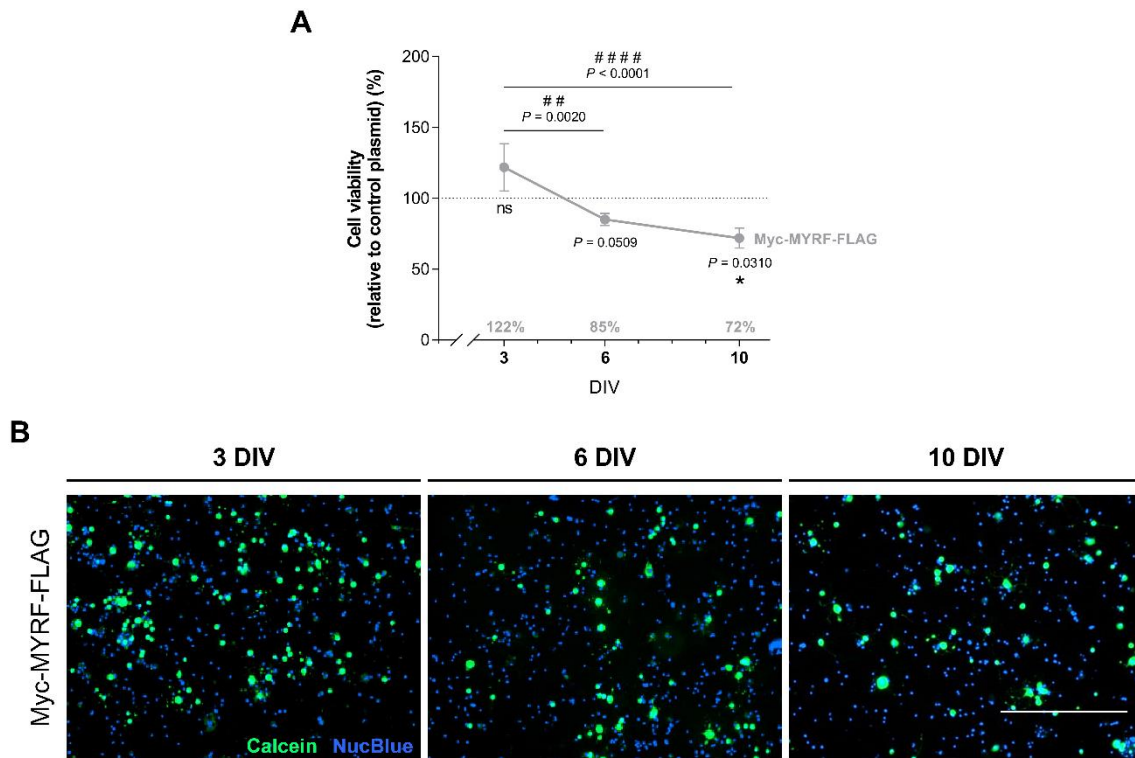 A
200
150
100
50
0
Cell viability
(relative to control plasmid) (%)
# # # #
P < 0.0001
# #
P = 0.0020
ns
P = 0.0509
P = 0.0310
*
Myc-MYRF-FLAG
122% 85% 72%
3 6 10
DIV
B
3 DIV 6 DIV 10 DIV
Myc-MYRF-FLAG
Calcein NucBlue